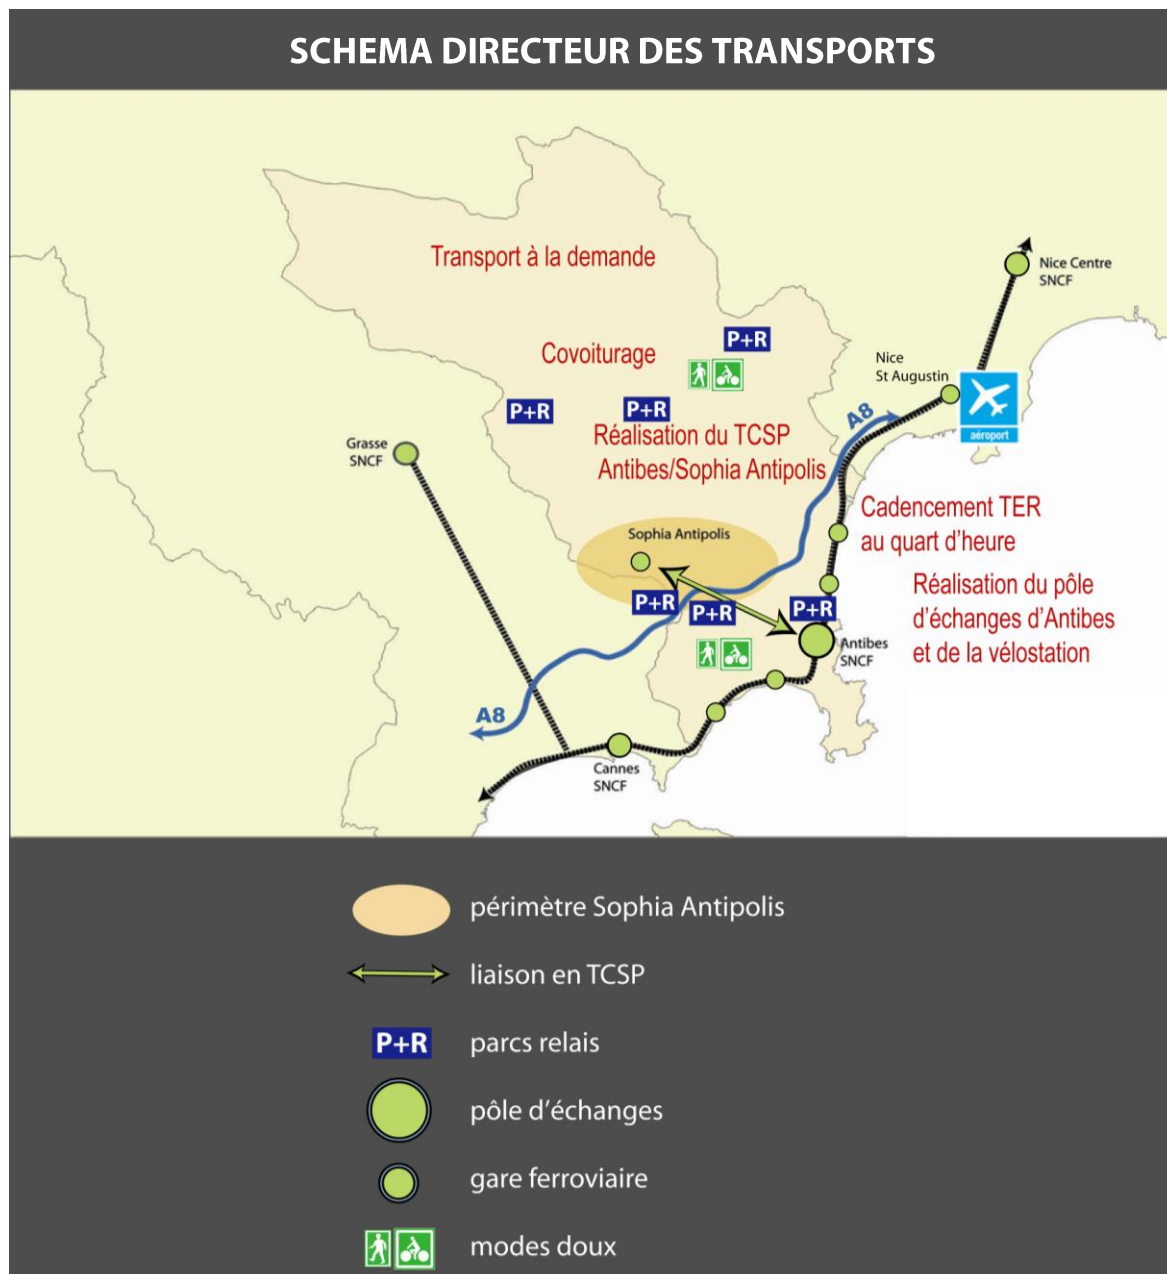 SCHEMA DIRECTEUR DES TRANSPORTS
Transport à la demande
Nice Centre
SNCF
P+R
Covoiturage
Nice
St Augustin
P+R
P+R
A8
aéroport
Réalisation du TCSP
Antibes/Sophia Antipolis
Grasse
SNCF
Cadencement TER
au quart d'heure
Sophia Antipolis
Réalisation du pôle
d'échanges d'Antibes
et de la vélostation
P+R
P+R
P+R
Antibes
SNCF
A8
Cannes
SNCF
périmètre Sophia Antipolis
liaison en TCSP
P+R
parcs relais
pôle d'échanges
gare ferroviaire
modes doux